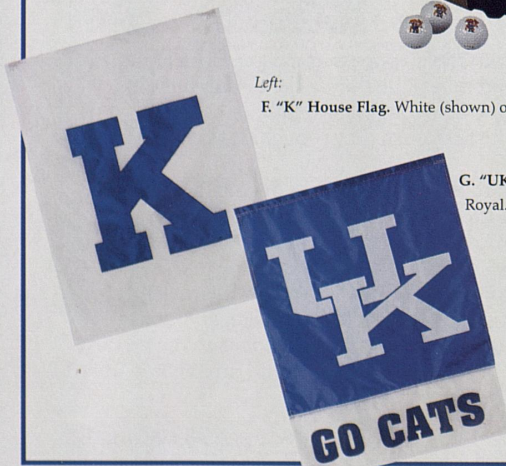 Left:
F. "K" House Flag. White (shown) o
G. "UK
Royal.
K
UK
GO CATS